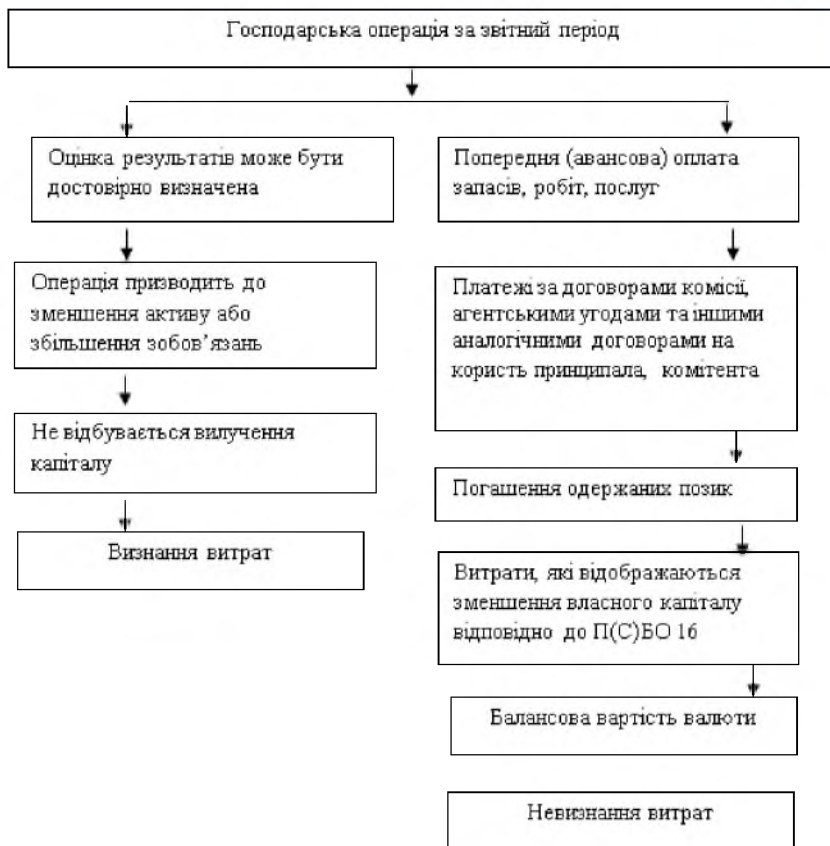 Господарська операція за звітний період
Оцінка результатів може бути
достовірно визначена
Операція призводить до
зменшення активу або
збільшення зобов’язань
Не відбувається вилучення
капіталу
Визнання витрат
Попередня (авансова) оплата
запасів, робіт, послуг
Платежі за договорами комісії,
агентськими угодами та іншими
аналогічними договорами на
користь принципала, комітента
Погашення одержаних позик
Витрати, які відображаються
зменшення власного капіталу
відповідно до П(С)БО 16
Балансова вартість валюти
Невизнання витрат